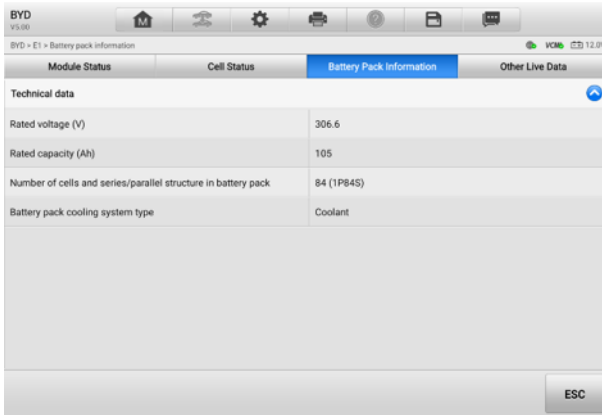 BYD
V5.00
BYD > E1 > Battery pack information
VCMI 12.0V
Module Status
Cell Status
Battery Pack Information
Other Live Data
Technical data
Rated voltage (V) 306.6
Rated capacity (Ah) 105
Number of cells and series/parallel structure in battery pack 84 (1P84S)
Battery pack cooling system type Coolant
ESC